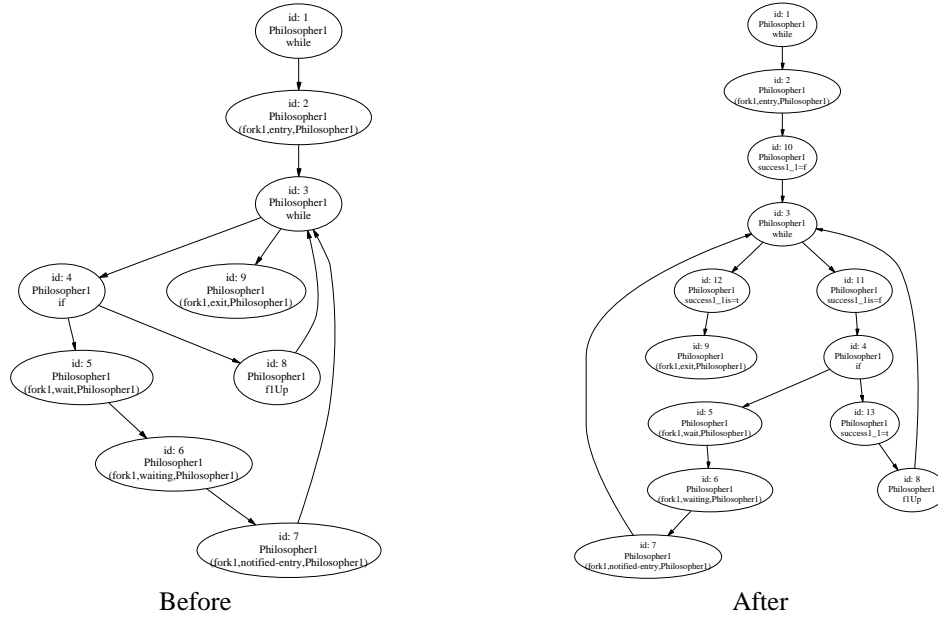 id: 1
Philosopher1
while
id: 2
Philosopher1
(fork1,entry,Philosopher1)
id: 3
Philosopher1
while
id: 4
Philosopher1
if
id: 9
Philosopher1
(fork1,exit,Philosopher1)
id: 5
Philosopher1
(fork1,wait,Philosopher1)
id: 8
Philosopher1
f1Up
id: 6
Philosopher1
(fork1,waiting,Philosopher1)
id: 7
Philosopher1
(fork1,notified-entry,Philosopher1)
Before
id: 1
Philosopher1
while
id: 2
Philosopher1
(fork1,entry,Philosopher1)
id: 10
Philosopher1
success1_1=f
id: 3
Philosopher1
while
id: 12
Philosopher1
success1_1is=t
id: 11
Philosopher1
success1_1is=f
id: 9
Philosopher1
(fork1,exit,Philosopher1)
id: 4
Philosopher1
if
id: 5
Philosopher1
(fork1,wait,Philosopher1)
id: 13
Philosopher1
success1_1=t
id: 6
Philosopher1
(fork1,waiting,Philosopher1)
id: 8
Philosopher1
f1Up
id: 7
Philosopher1
(fork1,notified-entry,Philosopher1)
After